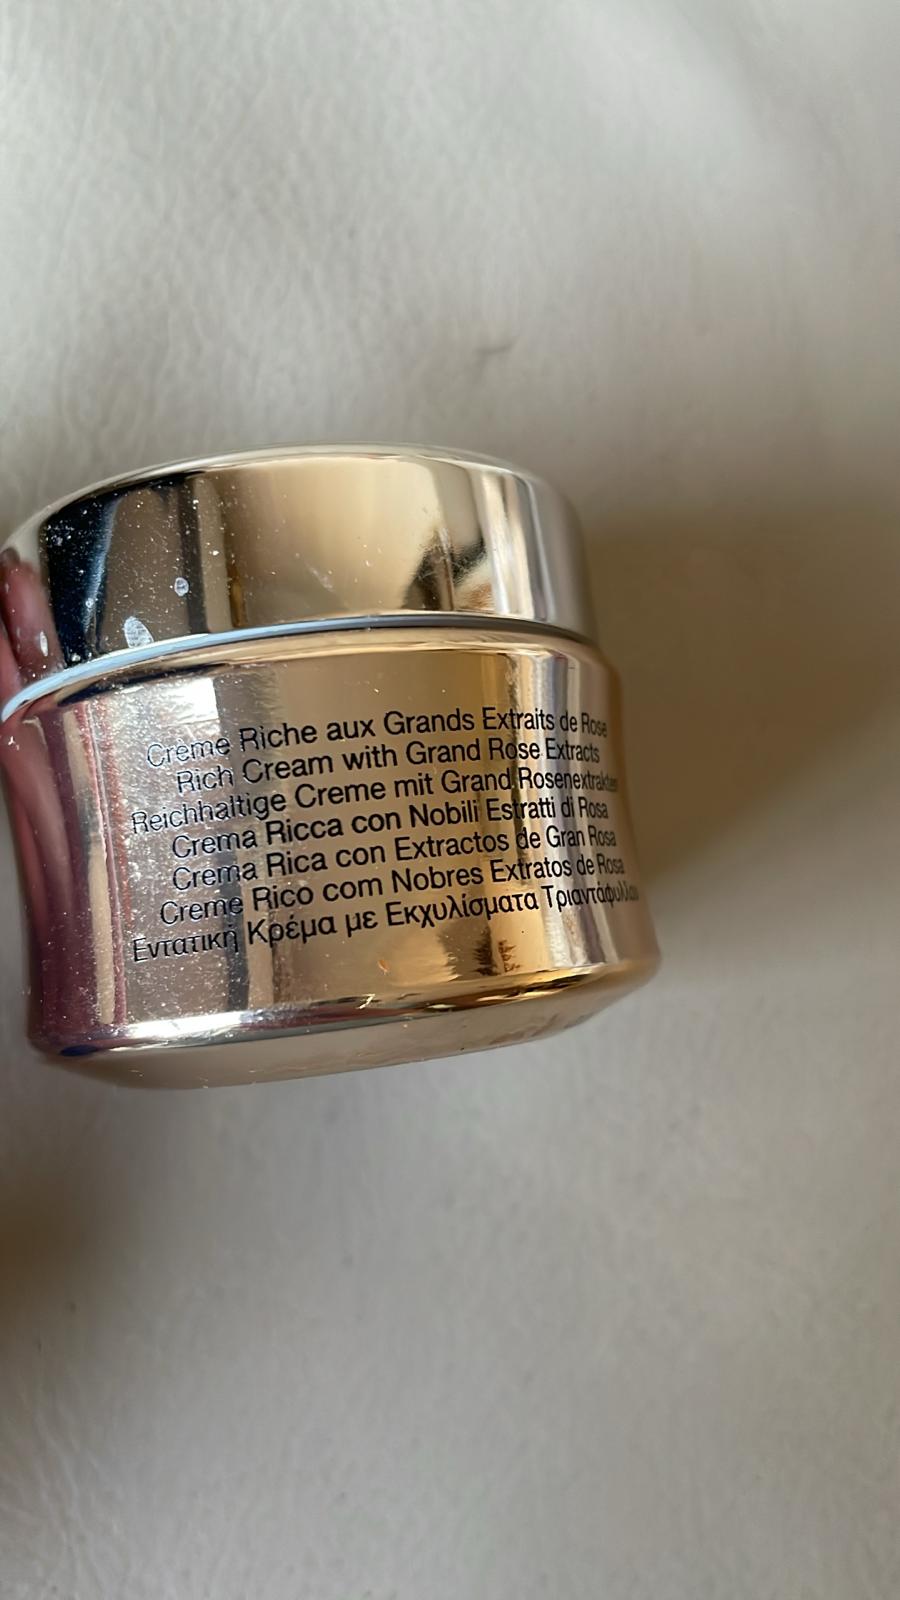 Crème Riche aux Grands Extraits de Rose
Rich Cream with Grand Rose Extracts
Reichhaltige Creme mit Grand Rosenextrakten
Crema Ricca con Nobili Estratti di Rosa
Crema Rica con Extractos de Gran Rosa
Creme Rico com Nobres Extratos de Rosa
Εντατική Κρέμα με Εκχυλίσματα Τριαντάφυλλου